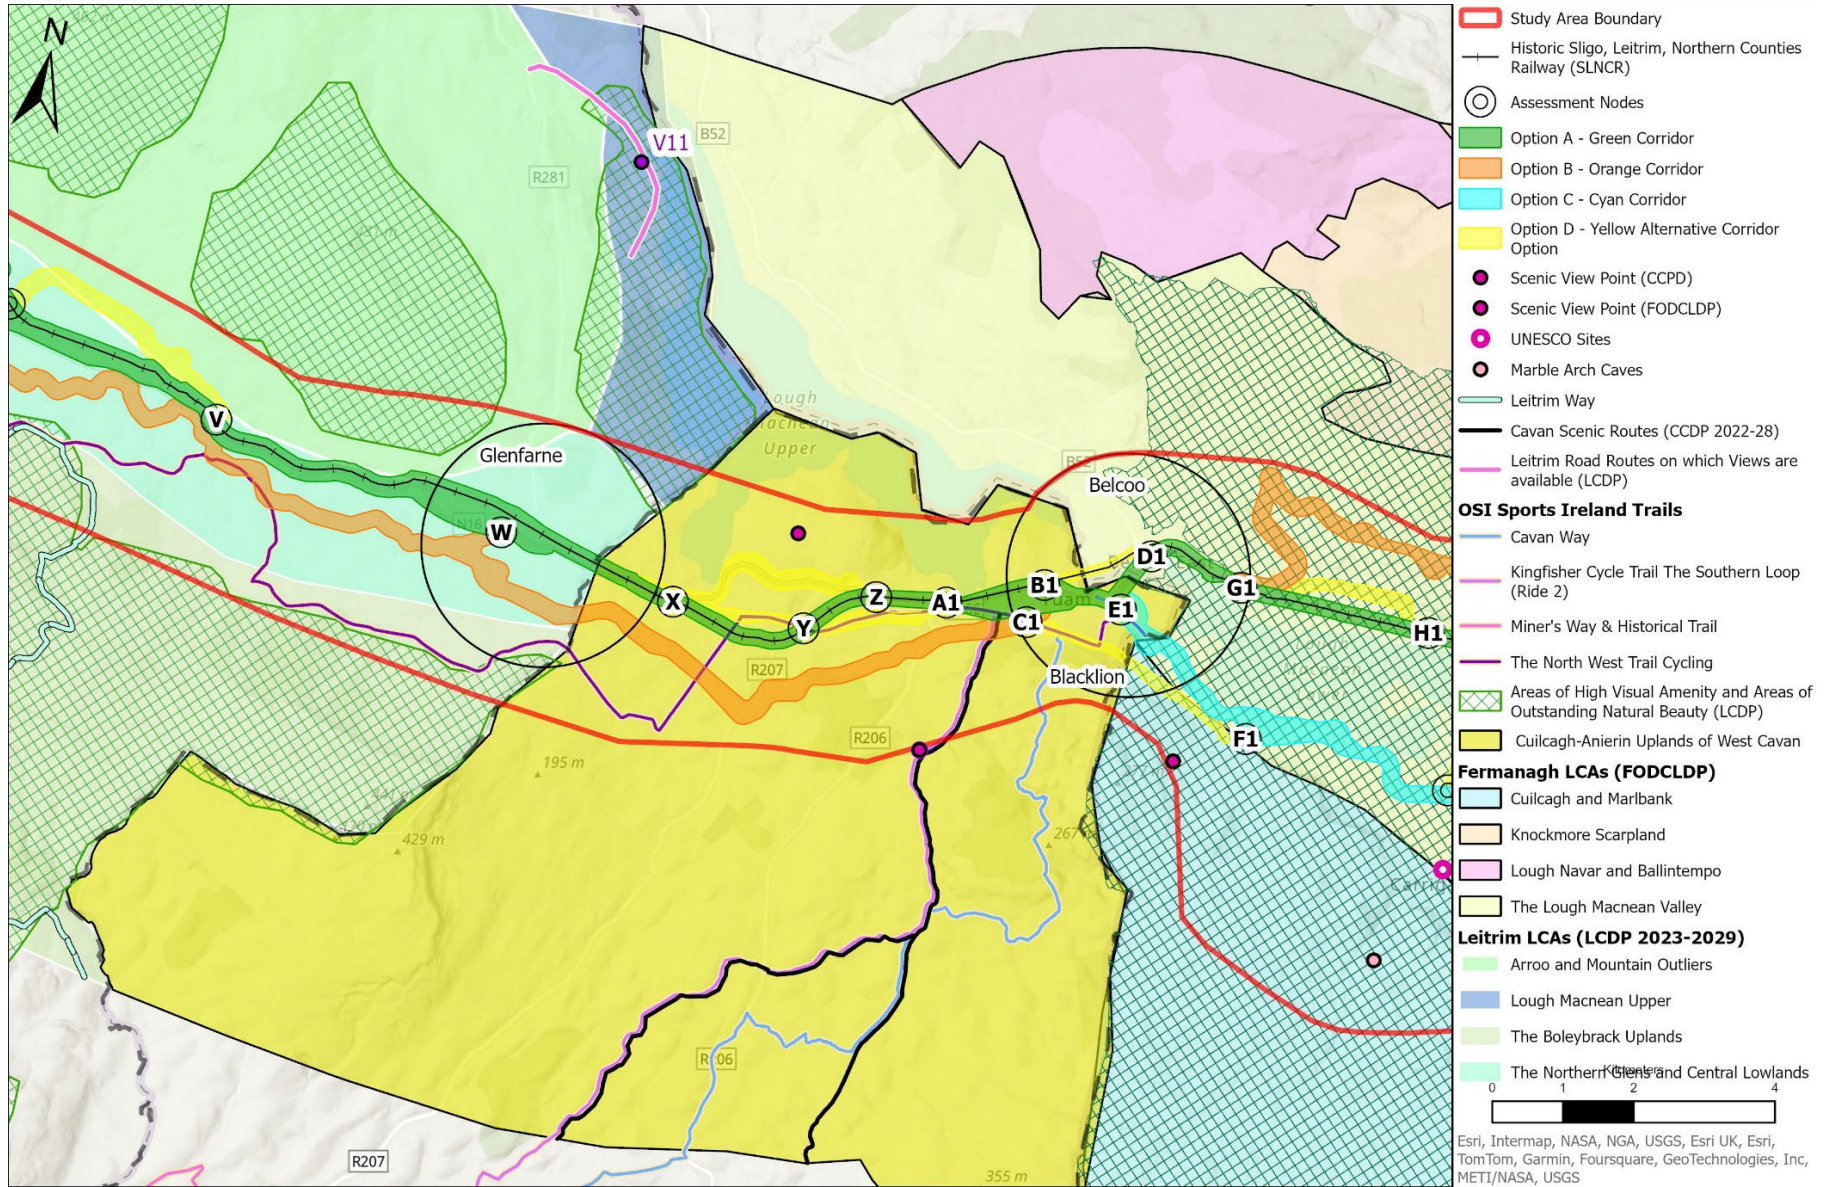 N
V11
B52
R281
Lough
Macnean
Upper
V
Glenfarne
N16
W
B52
Belcoo
X
Y
Z
A1
B1
C1
D1
E1
G1
H1
R207
Blacklion
F1
R206
195 m
429 m
267
R207
355 m
Study Area Boundary
Historic Sligo, Leitrim, Northern Counties
Railway (SLNCR)
Assessment Nodes
Option A - Green Corridor
Option B - Orange Corridor
Option C - Cyan Corridor
Option D - Yellow Alternative Corridor
Option
Scenic View Point (CCPD)
Scenic View Point (FODCLDP)
UNESCO Sites
Marble Arch Caves
Leitrim Way
Cavan Scenic Routes (CCDP 2022-28)
Leitrim Road Routes on which Views are
available (LCDP)
OSI Sports Ireland Trails
Cavan Way
Kingfisher Cycle Trail The Southern Loop
(Ride 2)
Miner's Way & Historical Trail
The North West Trail Cycling
Areas of High Visual Amenity and Areas of
Outstanding Natural Beauty (LCDP)
Cuilcagh-Anierin Uplands of West Cavan
Fermanagh LCAs (FODCLDP)
Cuilcagh and Marlbank
Knockmore Scarpland
Lough Navar and Ballintempo
The Lough Macnean Valley
Leitrim LCAs (LCDP 2023-2029)
Arroo and Mountain Outliers
Lough Macnean Upper
The Boleybrack Uplands
The Northern Glens and Central Lowlands
Kilometers
0 1 2 4
Esri, Intermap, NASA, NGA, USGS, Esri UK, Esri,
TomTom, Garmin, Foursquare, GeoTechnologies, Inc,
METI/NASA, USGS